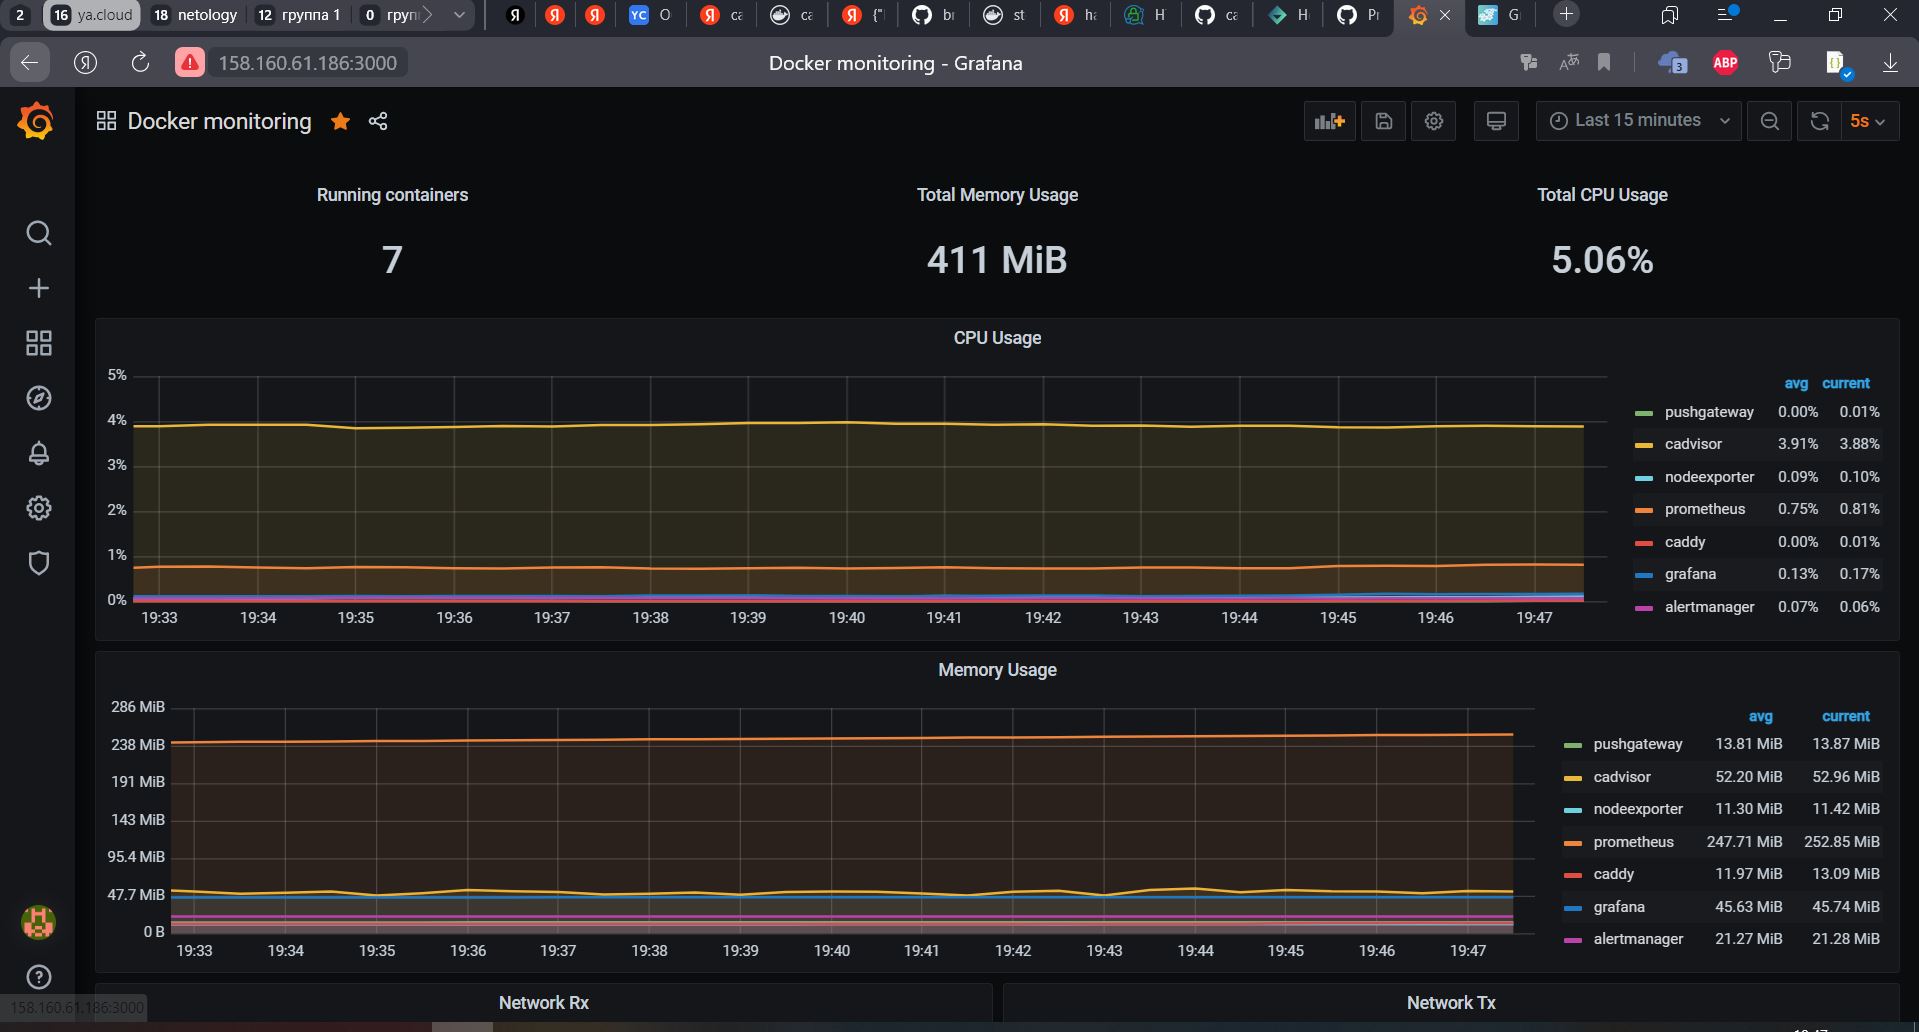 2 16 ya.cloud 18 netology 12 группа 1 0 груп YC
158.160.61.186:3000 Docker monitoring - Grafana 3 ABP
Docker monitoring Last 15 minutes 5s
Running containers Total Memory Usage Total CPU Usage
7 411 MiB 5.06%
CPU Usage
5%
4%
3%
2%
1%
0%
19:33 19:34 19:35 19:36 19:37 19:38 19:39 19:40 19:41 19:42 19:43 19:44 19:45 19:46 19:47
avg current
pushgateway 0.00% 0.01%
cadvisor 3.91% 3.88%
nodeexporter 0.09% 0.10%
prometheus 0.75% 0.81%
caddy 0.00% 0.01%
grafana 0.13% 0.17%
alertmanager 0.07% 0.06%
Memory Usage
286 MiB
238 MiB
191 MiB
143 MiB
95.4 MiB
47.7 MiB
0 B
19:33 19:34 19:35 19:36 19:37 19:38 19:39 19:40 19:41 19:42 19:43 19:44 19:45 19:46 19:47
avg current
pushgateway 13.81 MiB 13.87 MiB
cadvisor 52.20 MiB 52.96 MiB
nodeexporter 11.30 MiB 11.42 MiB
prometheus 247.71 MiB 252.85 MiB
caddy 11.97 MiB 13.09 MiB
grafana 45.63 MiB 45.74 MiB
alertmanager 21.27 MiB 21.28 MiB
Network Rx Network Tx
158.160.61.186:3000